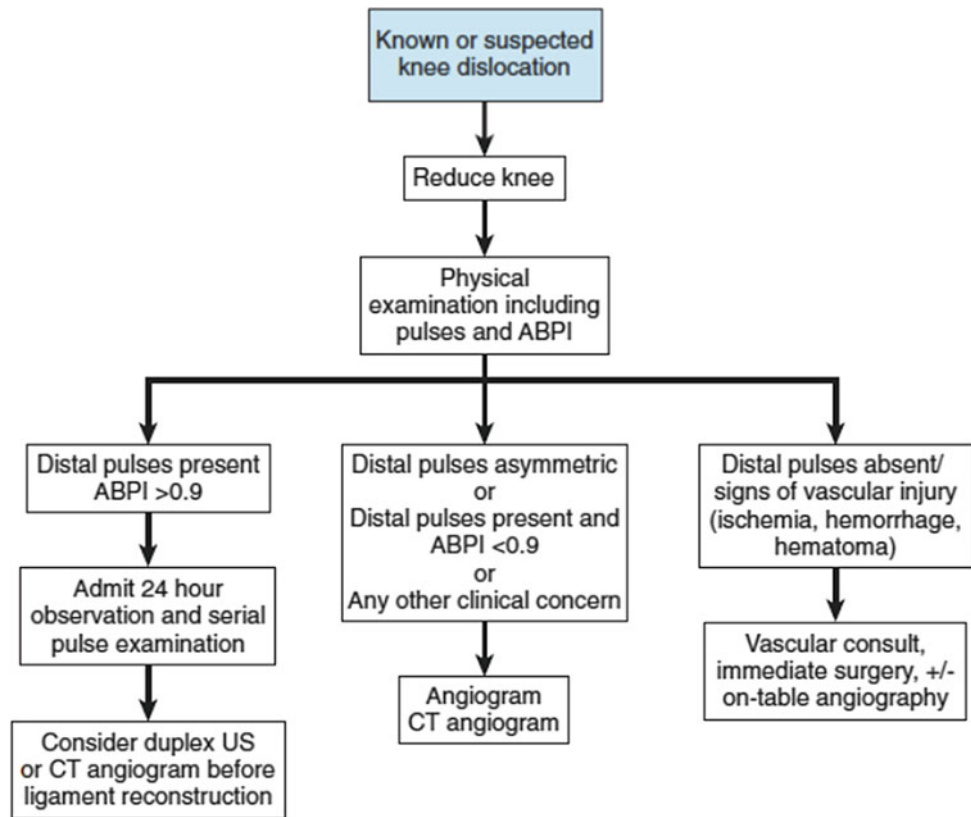 Known or suspected
knee dislocation
Reduce knee
Physical
examination including
pulses and ABPI
Distal pulses present
ABPI >0.9
Admit 24 hour
observation and serial
pulse examination
Consider duplex US
or CT angiogram before
ligament reconstruction
Distal pulses asymmetric
or
Distal pulses present and
ABPI <0.9
or
Any other clinical concern
Angiogram
CT angiogram
Distal pulses absent/
signs of vascular injury
(ischemia, hemorrhage,
hematoma)
Vascular consult,
immediate surgery, +/-
on-table angiography